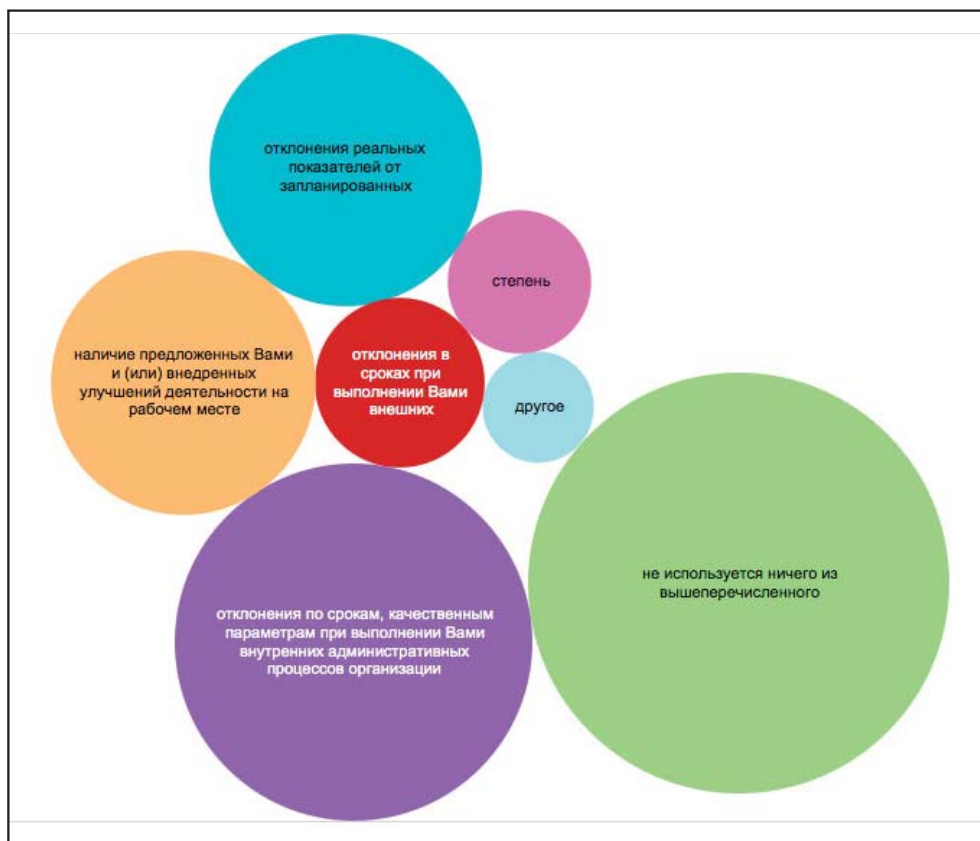 отклонения реальных
показателей от
запланированных
степень
наличие предложенных Вами
и (или) внедренных
улучшений деятельности на
рабочем месте
отклонения в
сроках при
выполнении Вами
внешних
другое
не используется ничего из
вышеперечисленного
отклонения по срокам, качественным
параметрам при выполнении Вами
внутренних административных
процессов организации